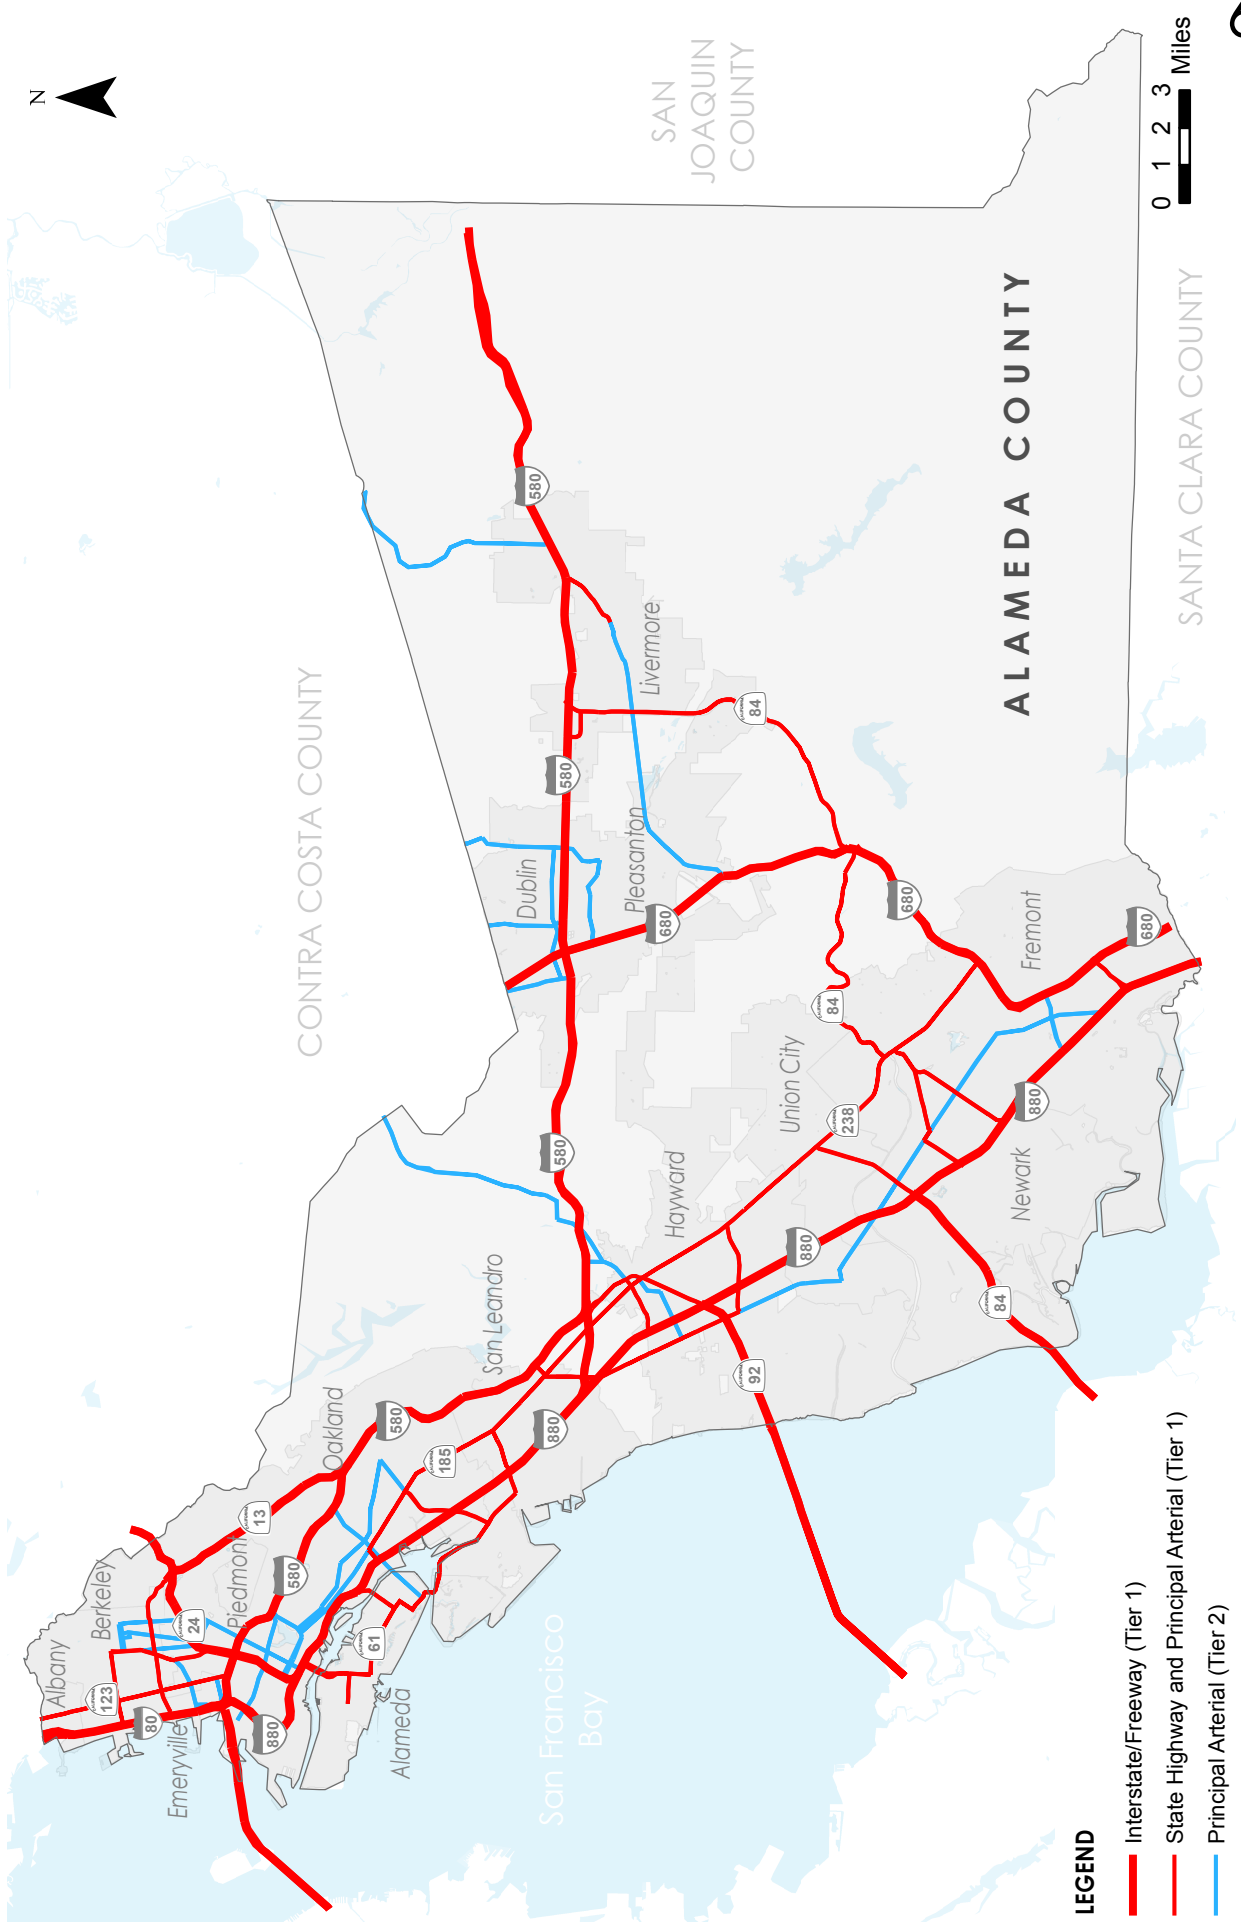 N
SAN
JOAQUIN
COUNTY
CONTRA COSTA COUNTY
ALAMEDA COUNTY
SANTA CLARA COUNTY
San Francisco
Bay
Albany
Berkeley
Emeryville
Piedmont
Oakland
Alameda
San Leandro
Hayward
Union City
Newark
Fremont
Dublin
Pleasanton
Livermore
123
80
880
24
13
580
61
185
580
880
92
580
880
238
84
84
880
680
680
680
84
580
580
0 1 2 3 Miles
LEGEND
Interstate/Freeway (Tier 1)
State Highway and Principal Arterial (Tier 1)
Principal Arterial (Tier 2)